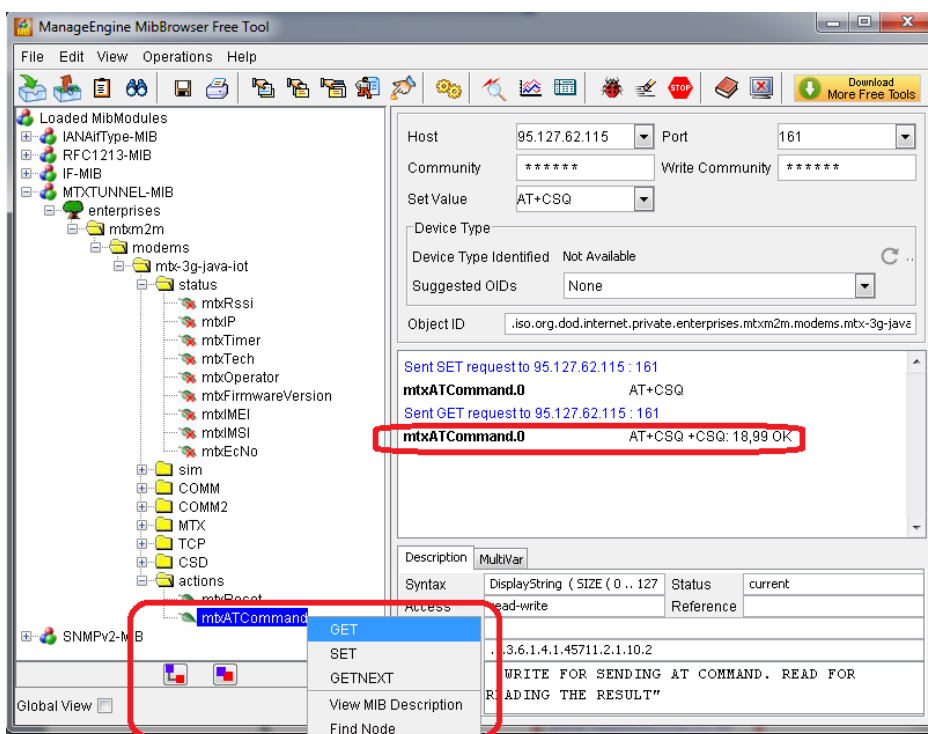 ManageEngine MibBrowser Free Tool
File Edit View Operations Help
STOP
Download
More Free Tools
Loaded MibModules
IANAifType-MIB
RFC1213-MIB
IF-MIB
MTXTUNNEL-MIB
enterprises
mtxm2m
modems
mtx-3g-java-iot
status
mtxRssi
mtxIP
mtxTimer
mtxTech
mtxOperator
mtxFirmwareVersion
mtxIMEI
mtxIMSI
mtxEcNo
sim
COMM
COMM2
MTX
TCP
CSD
actions
mtxReset
mtxATCommand
SNMPv2-MIB
Global View
GET
SET
GETNEXT
View MIB Description
Find Node
Host 95.127.62.115 Port 161
Community ****** Write Community ******
Set Value AT+CSQ
Device Type
Device Type Identified Not Available ..
Suggested OIDs None
Object ID .iso.org.dod.internet.private.enterprises.mtxm2m.modems.mtx-3g-java
Sent SET request to 95.127.62.115 : 161
mtxATCommand.0 AT+CSQ
Sent GET request to 95.127.62.115 : 161
mtxATCommand.0 AT+CSQ +CSQ: 18,99 OK
Description MultiVar
Syntax DisplayString ( SIZE ( 0 .. 127 Status current
Access read-write Reference
.3.6.1.4.1.45711.2.1.10.2
WRITE FOR SENDING AT COMMAND. READ FOR
READING THE RESULT"